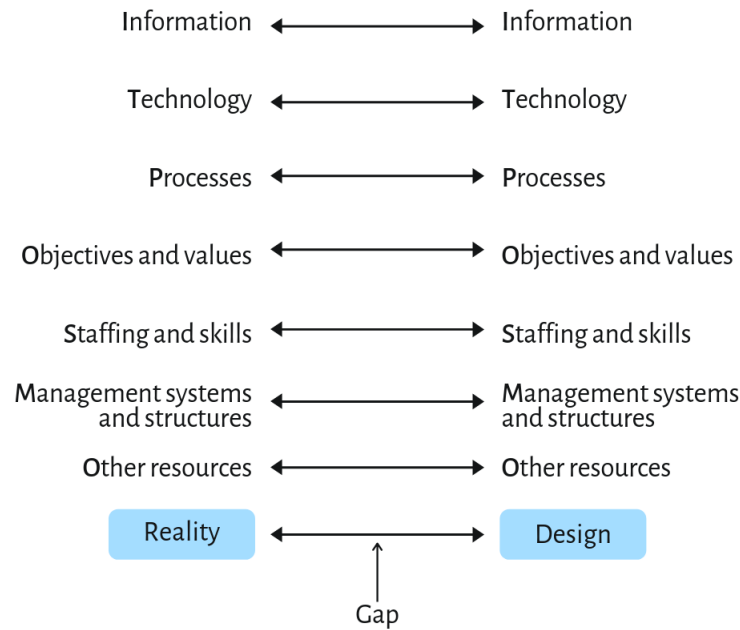 Information Information
Technology Technology
Processes Processes
Objectives and values Objectives and values
Staffing and skills Staffing and skills
Management systems Management systems
and structures and structures
Other resources Other resources
Reality Design
Gap